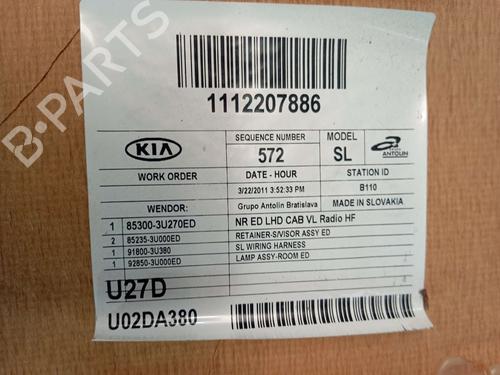 1112207886
KIA
SEQUENCE NUMBER
MODEL
572
SL
ANTOLIN
WORK ORDER
DATE - HOUR
STATION ID
3/22/2011 3:52:33 PM
B110
WENDOR:
Grupo Antolin Bratislava
MADE IN SLOVAKIA
1 85300-3U270ED NR ED LHD CAB VL Radio HF
2 85235-3U000ED RETAINER-S/VISOR ASSY ED
1 91800-3U380 SL WIRING HARNESS
1 92850-3U000ED LAMP ASSY-ROOM ED
U27D
U02DA380
B-PARTS